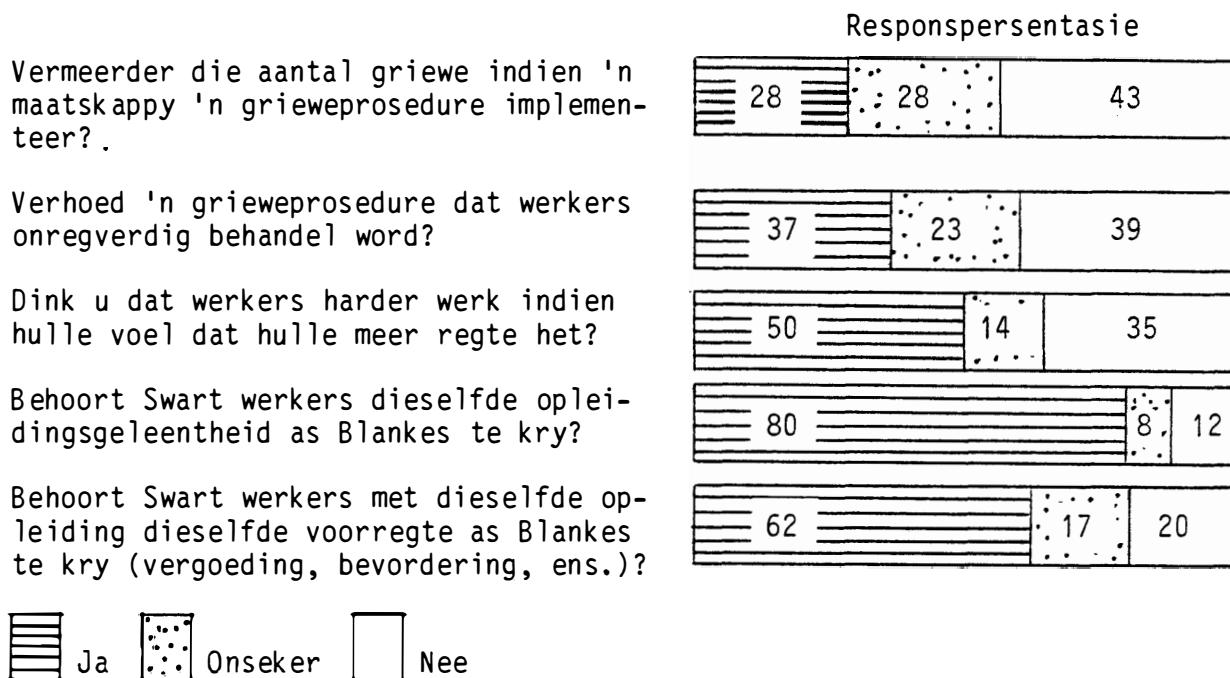 Responspersentasie
Vermeerder die aantal griewe indien 'n
maatskappy 'n grieweprosedure implemen-
teer?.
28 28 43
Verhoed 'n grieweprosedure dat werkers
onregverdig behandel word?
37 23 39
Dink u dat werkers harder werk indien
hulle voel dat hulle meer regte het?
50 14 35
Behoort Swart werkers dieselfde oplei-
dingsgeleentheid as Blankes te kry?
80 8 12
Behoort Swart werkers met dieselfde op-
leiding dieselfde voorregte as Blankes
te kry (vergoeding, bevordering, ens.)?
62 17 20
Ja Onseker Nee